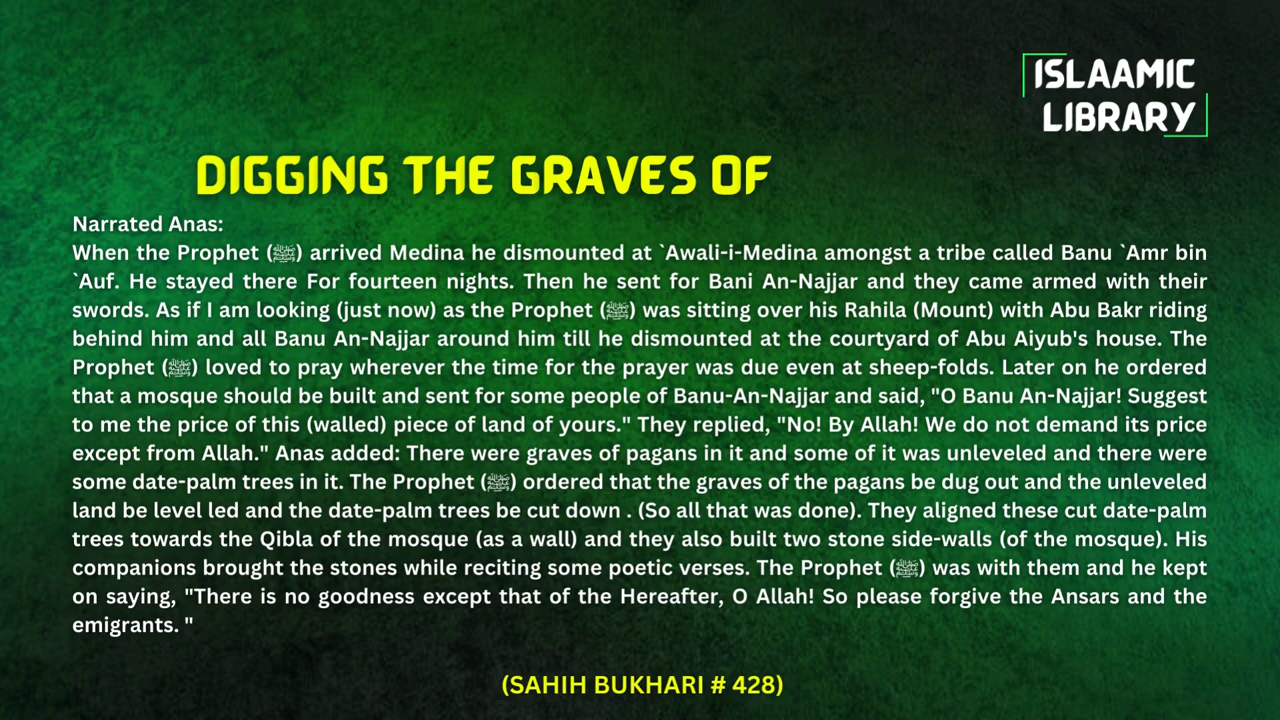 ISLAAMIC
LIBRARY
DIGGING THE GRAVES OF
Narrated Anas:
When the Prophet (ﷺ) arrived Medina he dismounted at `Awali-i-Medina amongst a tribe called Banu `Amr bin
`Auf. He stayed there For fourteen nights. Then he sent for Bani An-Najjar and they came armed with their
swords. As if I am looking (just now) as the Prophet (ﷺ) was sitting over his Rahila (Mount) with Abu Bakr riding
behind him and all Banu An-Najjar around him till he dismounted at the courtyard of Abu Aiyub's house. The
Prophet (ﷺ) loved to pray wherever the time for the prayer was due even at sheep-folds. Later on he ordered
that a mosque should be built and sent for some people of Banu-An-Najjar and said, "O Banu An-Najjar! Suggest
to me the price of this (walled) piece of land of yours." They replied, "No! By Allah! We do not demand its price
except from Allah." Anas added: There were graves of pagans in it and some of it was unleveled and there were
some date-palm trees in it. The Prophet (ﷺ) ordered that the graves of the pagans be dug out and the unleveled
land be level led and the date-palm trees be cut down . (So all that was done). They aligned these cut date-palm
trees towards the Qibla of the mosque (as a wall) and they also built two stone side-walls (of the mosque). His
companions brought the stones while reciting some poetic verses. The Prophet (ﷺ) was with them and he kept
on saying, "There is no goodness except that of the Hereafter, O Allah! So please forgive the Ansars and the
emigrants. "
(SAHIH BUKHARI # 428)